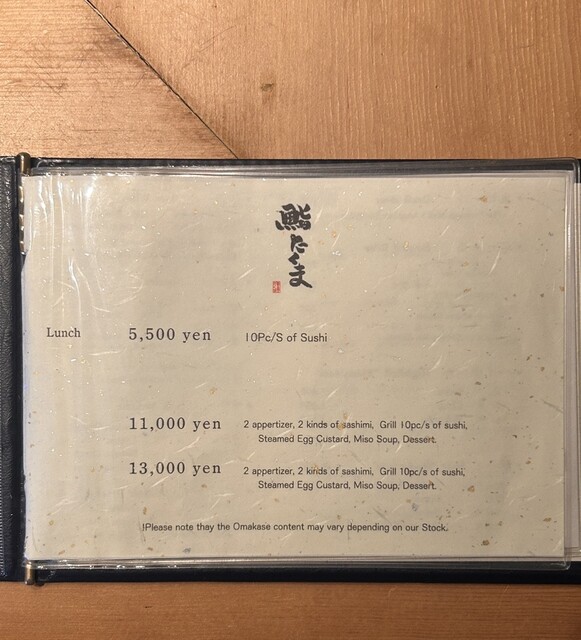 鮨たくま
Lunch 5,500 yen 10Pc/S of Sushi
11,000 yen 2 appertizer, 2 kinds of sashimi, Grill 10pc/s of sushi,
Steamed Egg Custard, Miso Soup, Dessert.
13,000 yen 2 appertizer, 2 kinds of sashimi, Grill 10pc/s of sushi,
Steamed Egg Custard, Miso Soup, Dessert.
!Please note thay the Omakase content may vary depending on our Stock.